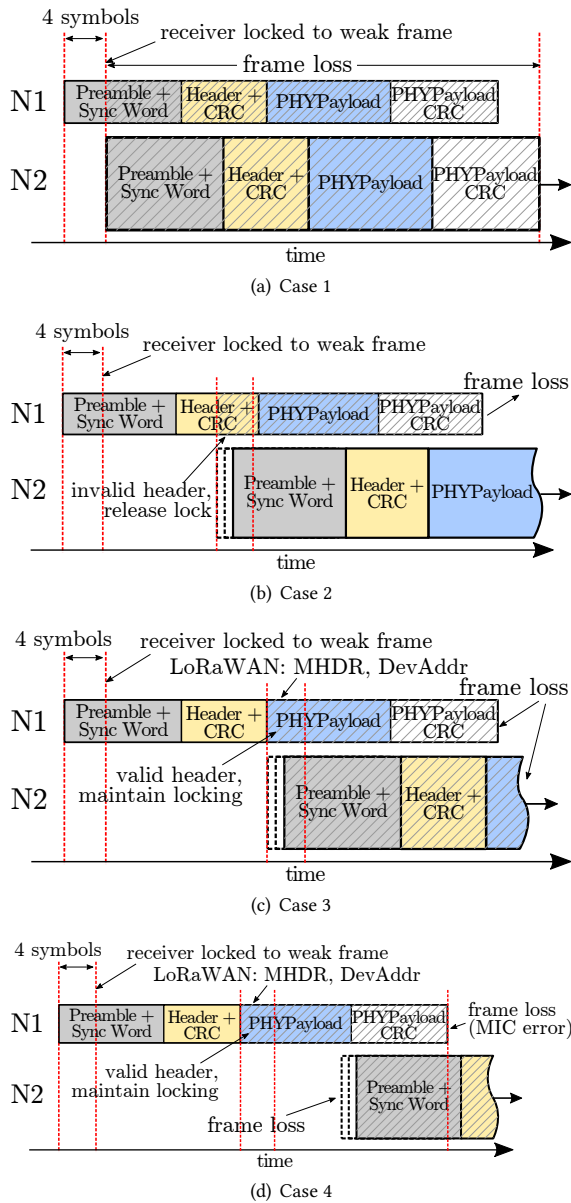 4 symbols
receiver locked to weak frame
frame loss
N1
Preamble +
Sync Word
Header +
CRC
PHYPayload
PHYPayload
CRC
N2
Preamble +
Sync Word
Header +
CRC
PHYPayload
PHYPayload
CRC
time
(a) Case 1
4 symbols
receiver locked to weak frame
frame loss
N1
Preamble +
Sync Word
Header +
CRC
PHYPayload
PHYPayload
CRC
N2
invalid header,
release lock
Preamble +
Sync Word
Header +
CRC
PHYPayload
time
(b) Case 2
4 symbols
receiver locked to weak frame
LoRaWAN: MHDR, DevAddr
frame loss
N1
Preamble +
Sync Word
Header +
CRC
PHYPayload
PHYPayload
CRC
valid header,
maintain locking
N2
Preamble +
Sync Word
Header +
CRC
time
(c) Case 3
4 symbols
receiver locked to weak frame
LoRaWAN: MHDR, DevAddr
N1
Preamble +
Sync Word
Header +
CRC
PHYPayload
PHYPayload
CRC
frame loss
(MIC error)
valid header,
maintain locking
N2
frame loss
Preamble +
Sync Word
time
(d) Case 4